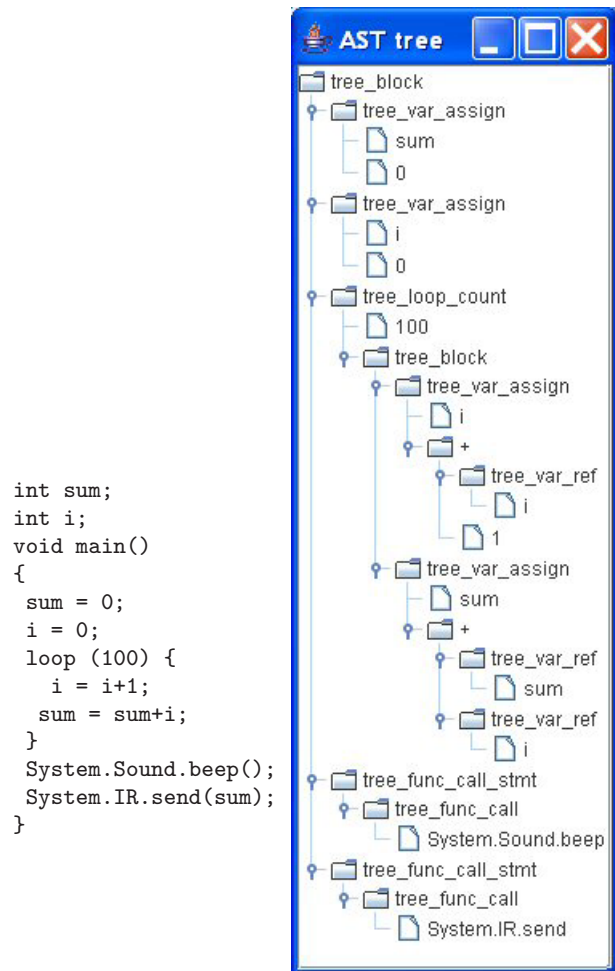 int sum;
int i;
void main()
{
sum = 0;
i = 0;
loop (100) {
i = i+1;
sum = sum+i;
}
System.Sound.beep();
System.IR.send(sum);
}
AST tree
tree_block
tree_var_assign
sum
0
tree_var_assign
i
0
tree_loop_count
100
tree_block
tree_var_assign
i
+
tree_var_ref
i
1
tree_var_assign
sum
+
tree_var_ref
sum
tree_var_ref
i
tree_func_call_stmt
tree_func_call
System.Sound.beep
tree_func_call_stmt
tree_func_call
System.IR.send